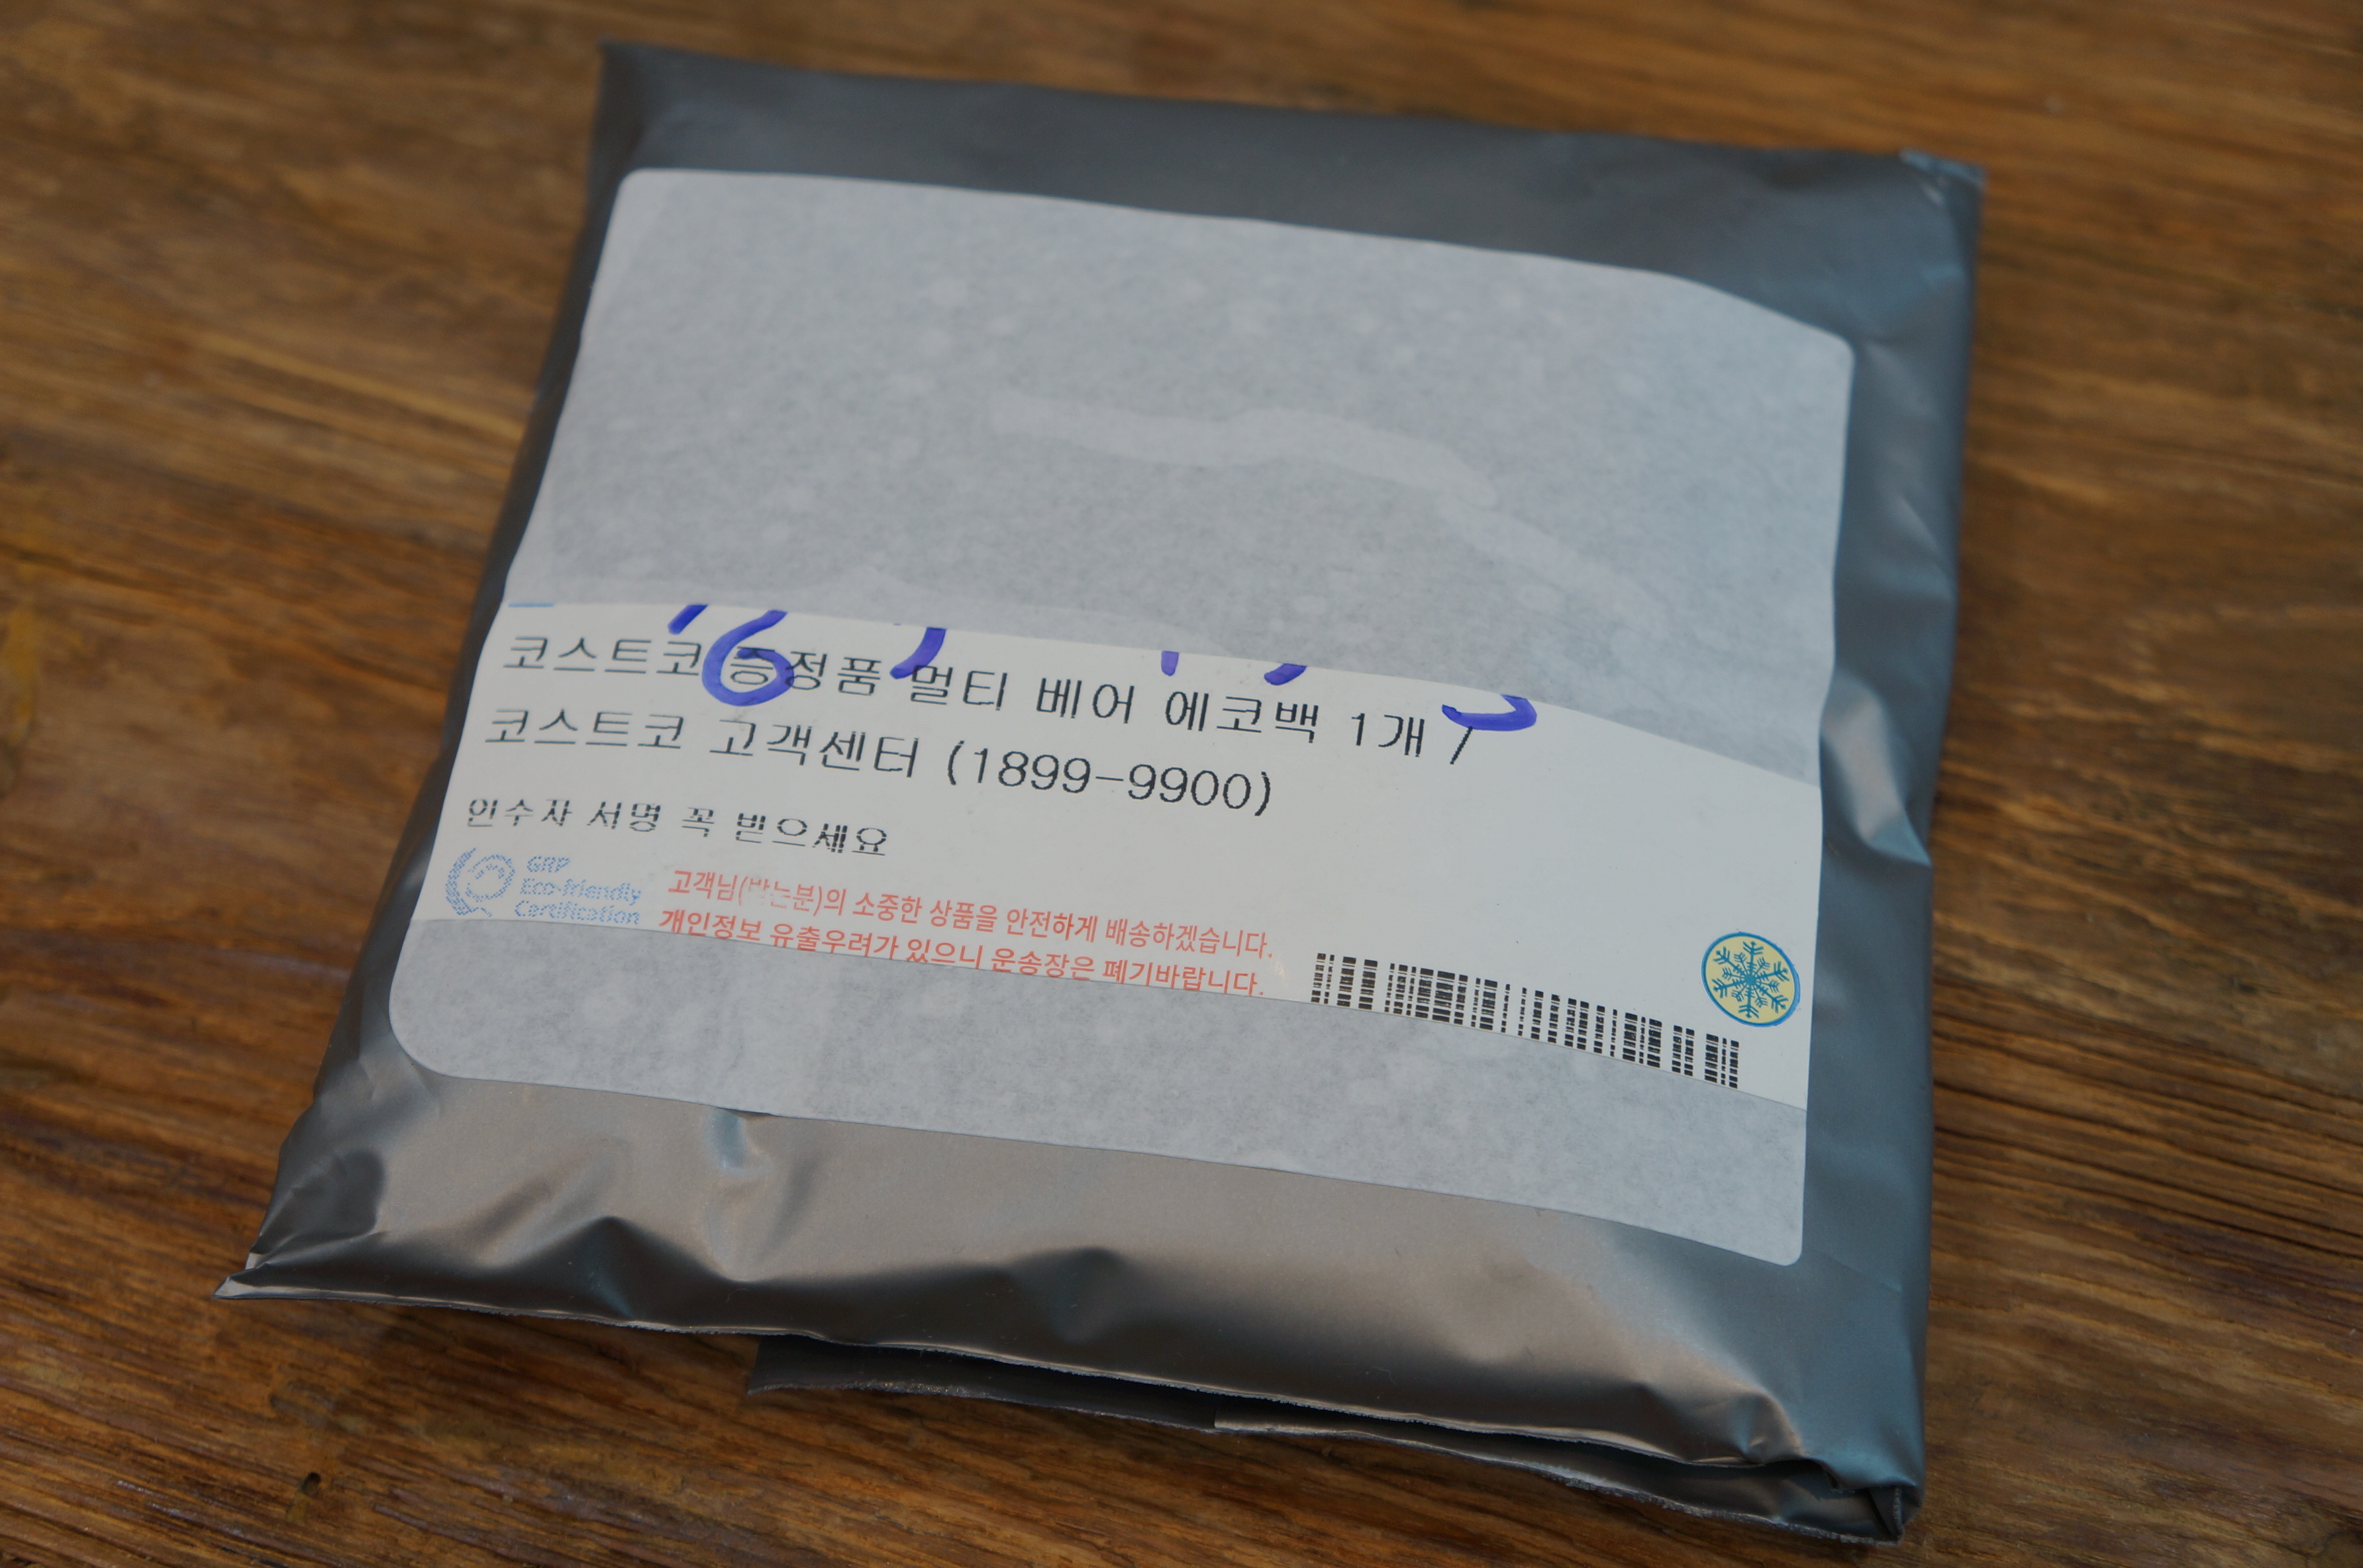 코스트코 증정품 멀티 베어 에코백 1개 /
코스트코 고객센터 (1899-9900)
인수자 서명 꼭 받으세요
GRP
Eco-friendly
Certification
고객님(받는분)의 소중한 상품을 안전하게 배송하겠습니다.
개인정보 유출우려가 있으니 운송장은 폐기바랍니다.